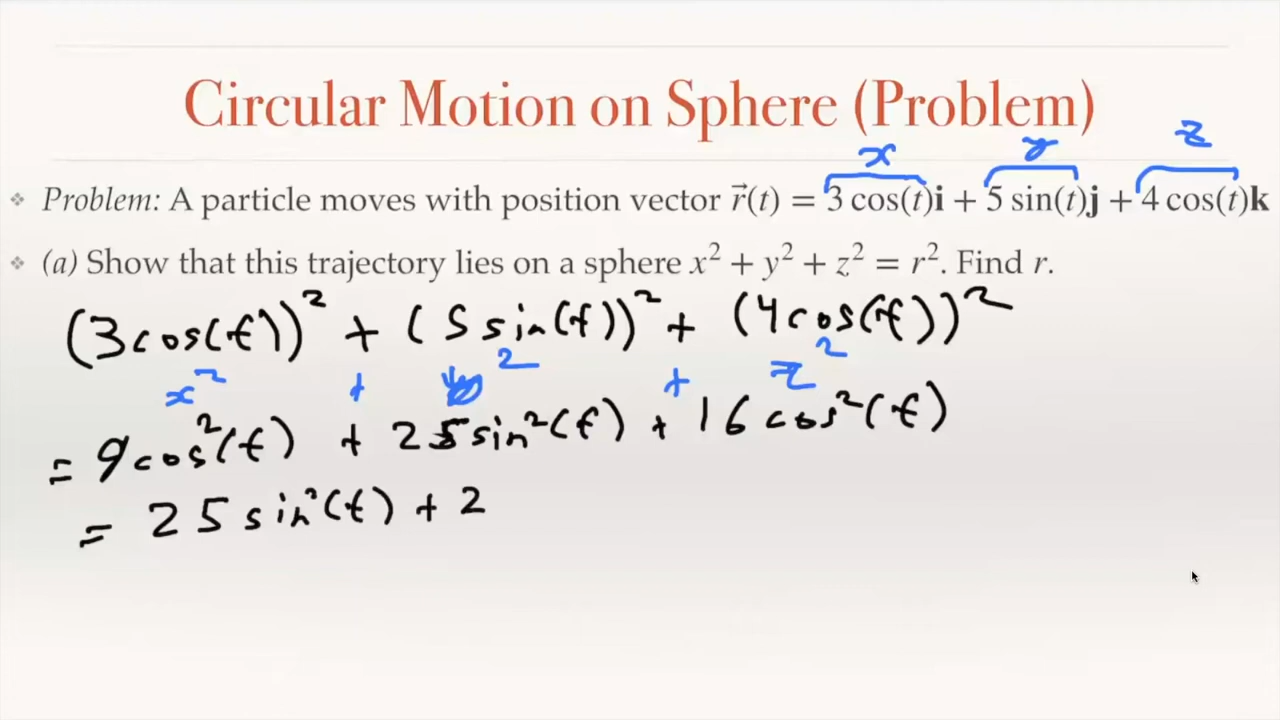 Circular Motion on Sphere (Problem)
x y z
❖ Problem: A particle moves with position vector r⃗(t) = 3 cos(t)i + 5 sin(t)j + 4 cos(t)k
❖ (a) Show that this trajectory lies on a sphere x² + y² + z² = r². Find r.
(3cos(t))² + (5sin(t))² + (4cos(t))²
x² + y² + z²
= 9cos²(t) + 25sin²(t) + 16cos²(t)
= 25sin²(t) + 2